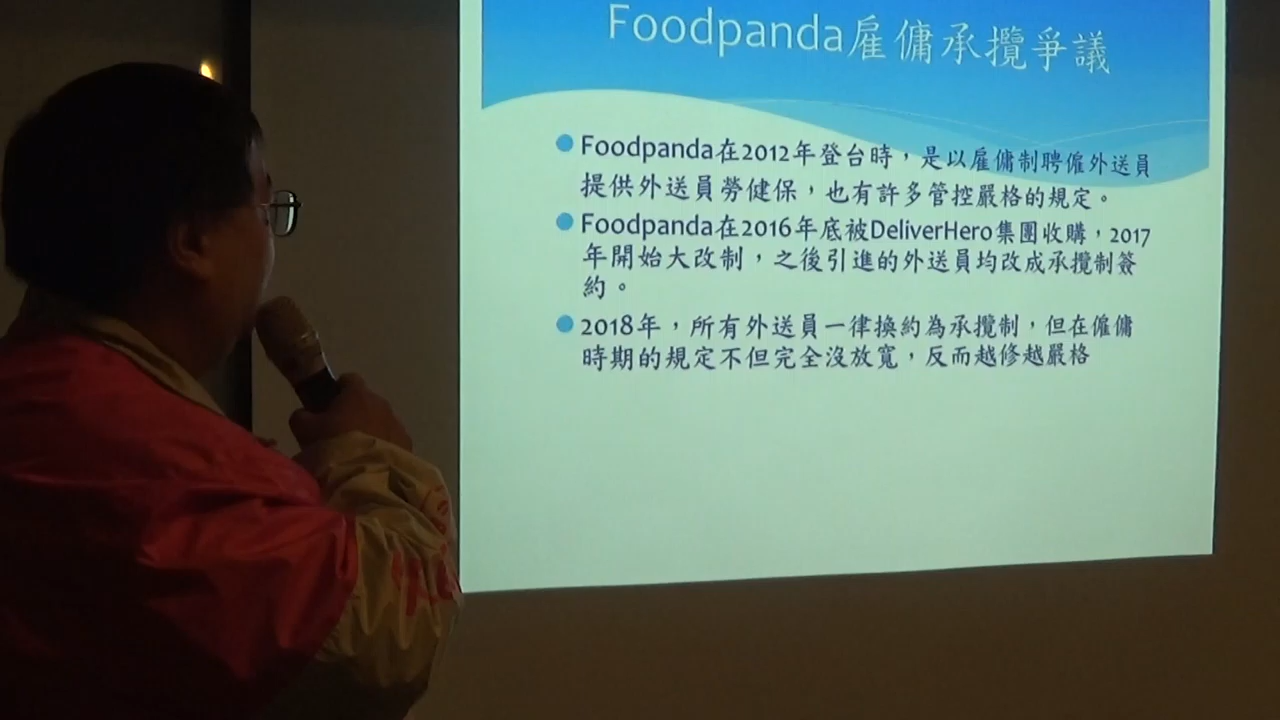 Foodpanda雇傭承攬爭議
Foodpanda在2012年登台時，是以雇傭制聘僱外送員
提供外送員勞健保，也有許多管控嚴格的規定。
Foodpanda在2016年底被DeliverHero集團收購，2017
年開始大改制，之後引進的外送員均改成承攬制簽
約。
2018年，所有外送員一律換約為承攬制，但在僱傭
時期的規定不但完全沒放寬，反而越修越嚴格